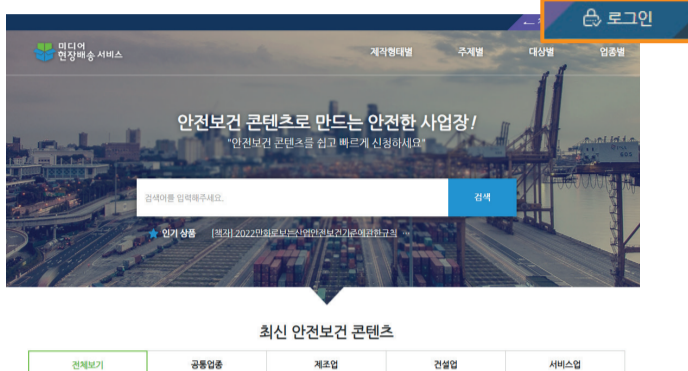 로그인
미디어
현장배송 서비스
제작형태별 주제별 대상별 업종별
안전보건 콘텐츠로 만드는 안전한 사업장!
"안전보건 콘텐츠를 쉽고 빠르게 신청하세요"
검색어를 입력해주세요. 검색
인기 상품 [책자] 2022만화로보는산업안전보건기준에관한규칙 ...
최신 안전보건 콘텐츠
전체보기 공통업종 제조업 건설업 서비스업